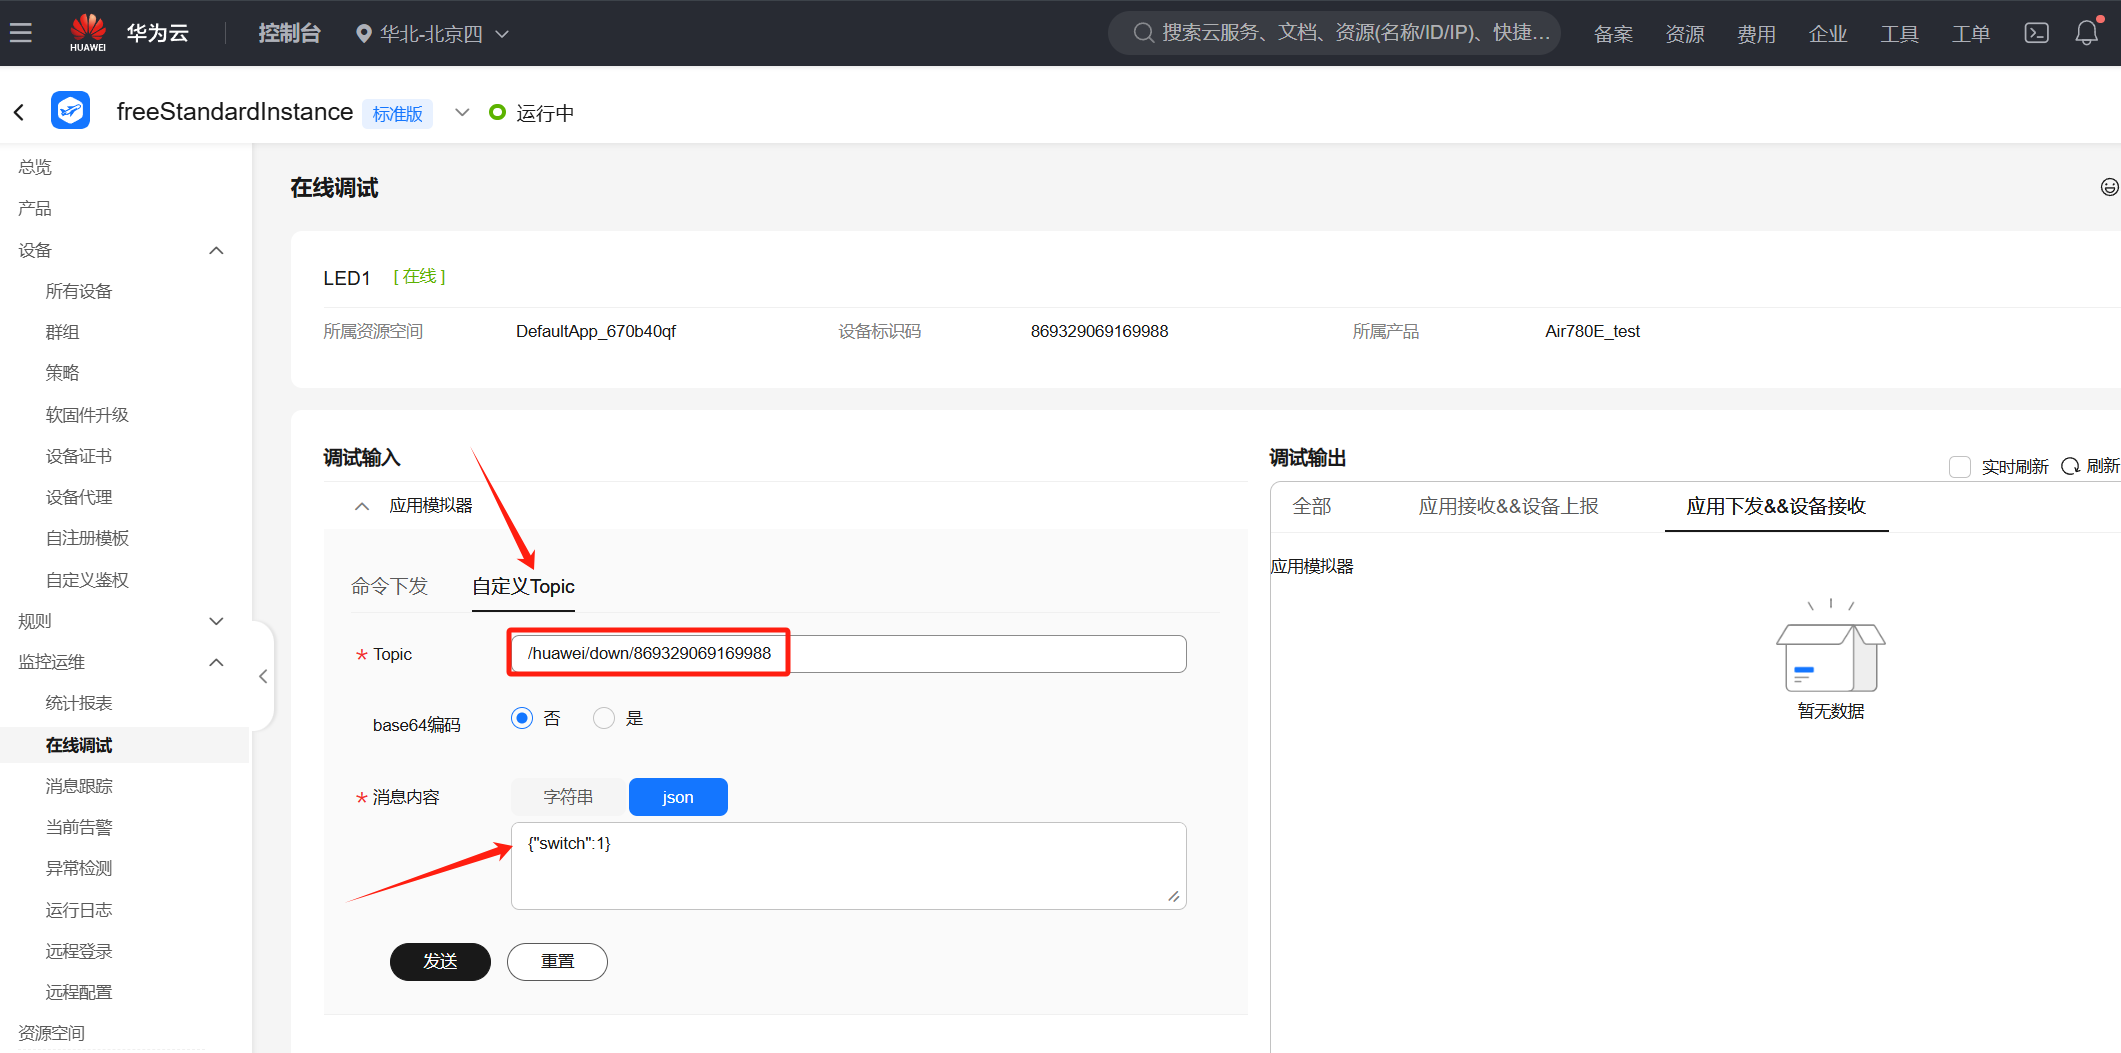 HUAWEI
华为云
控制台
华北-北京四
搜索云服务、文档、资源(名称/ID/IP)、快捷...
备案
资源
费用
企业
工具
工单
freeStandardInstance
标准版
运行中
总览
产品
设备
所有设备
群组
策略
软固件升级
设备证书
设备代理
自注册模板
自定义鉴权
规则
监控运维
统计报表
在线调试
消息跟踪
当前告警
异常检测
运行日志
远程登录
远程配置
资源空间
在线调试
LED1
[ 在线 ]
所属资源空间
DefaultApp_670b40qf
设备标识码
869329069169988
所属产品
Air780E_test
调试输入
应用模拟器
命令下发
自定义Topic
* Topic
/huawei/down/869329069169988
base64编码
否
是
* 消息内容
字符串
json
{"switch":1}
发送
重置
调试输出
实时刷新
刷新
全部
应用接收&&设备上报
应用下发&&设备接收
应用模拟器
暂无数据